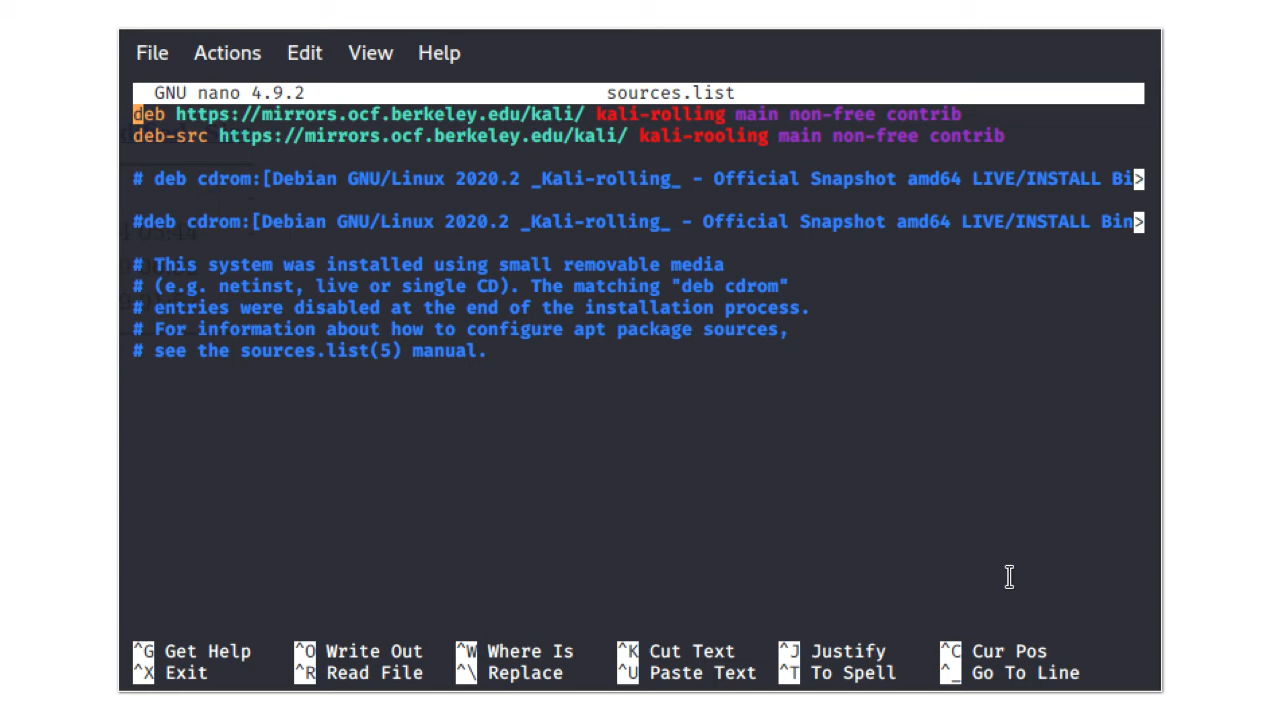 File Actions Edit View Help
GNU nano 4.9.2 sources.list
deb https://mirrors.ocf.berkeley.edu/kali/ kali-rolling main non-free contrib
deb-src https://mirrors.ocf.berkeley.edu/kali/ kali-rooling main non-free contrib
# deb cdrom:[Debian GNU/Linux 2020.2 _Kali-rolling_ - Official Snapshot amd64 LIVE/INSTALL Bi>
#deb cdrom:[Debian GNU/Linux 2020.2 _Kali-rolling_ - Official Snapshot amd64 LIVE/INSTALL Bin>
# This system was installed using small removable media
# (e.g. netinst, live or single CD). The matching "deb cdrom"
# entries were disabled at the end of the installation process.
# For information about how to configure apt package sources,
# see the sources.list(5) manual.
^G Get Help ^O Write Out ^W Where Is ^K Cut Text ^J Justify ^C Cur Pos
^X Exit ^R Read File ^\ Replace ^U Paste Text ^T To Spell ^_ Go To Line